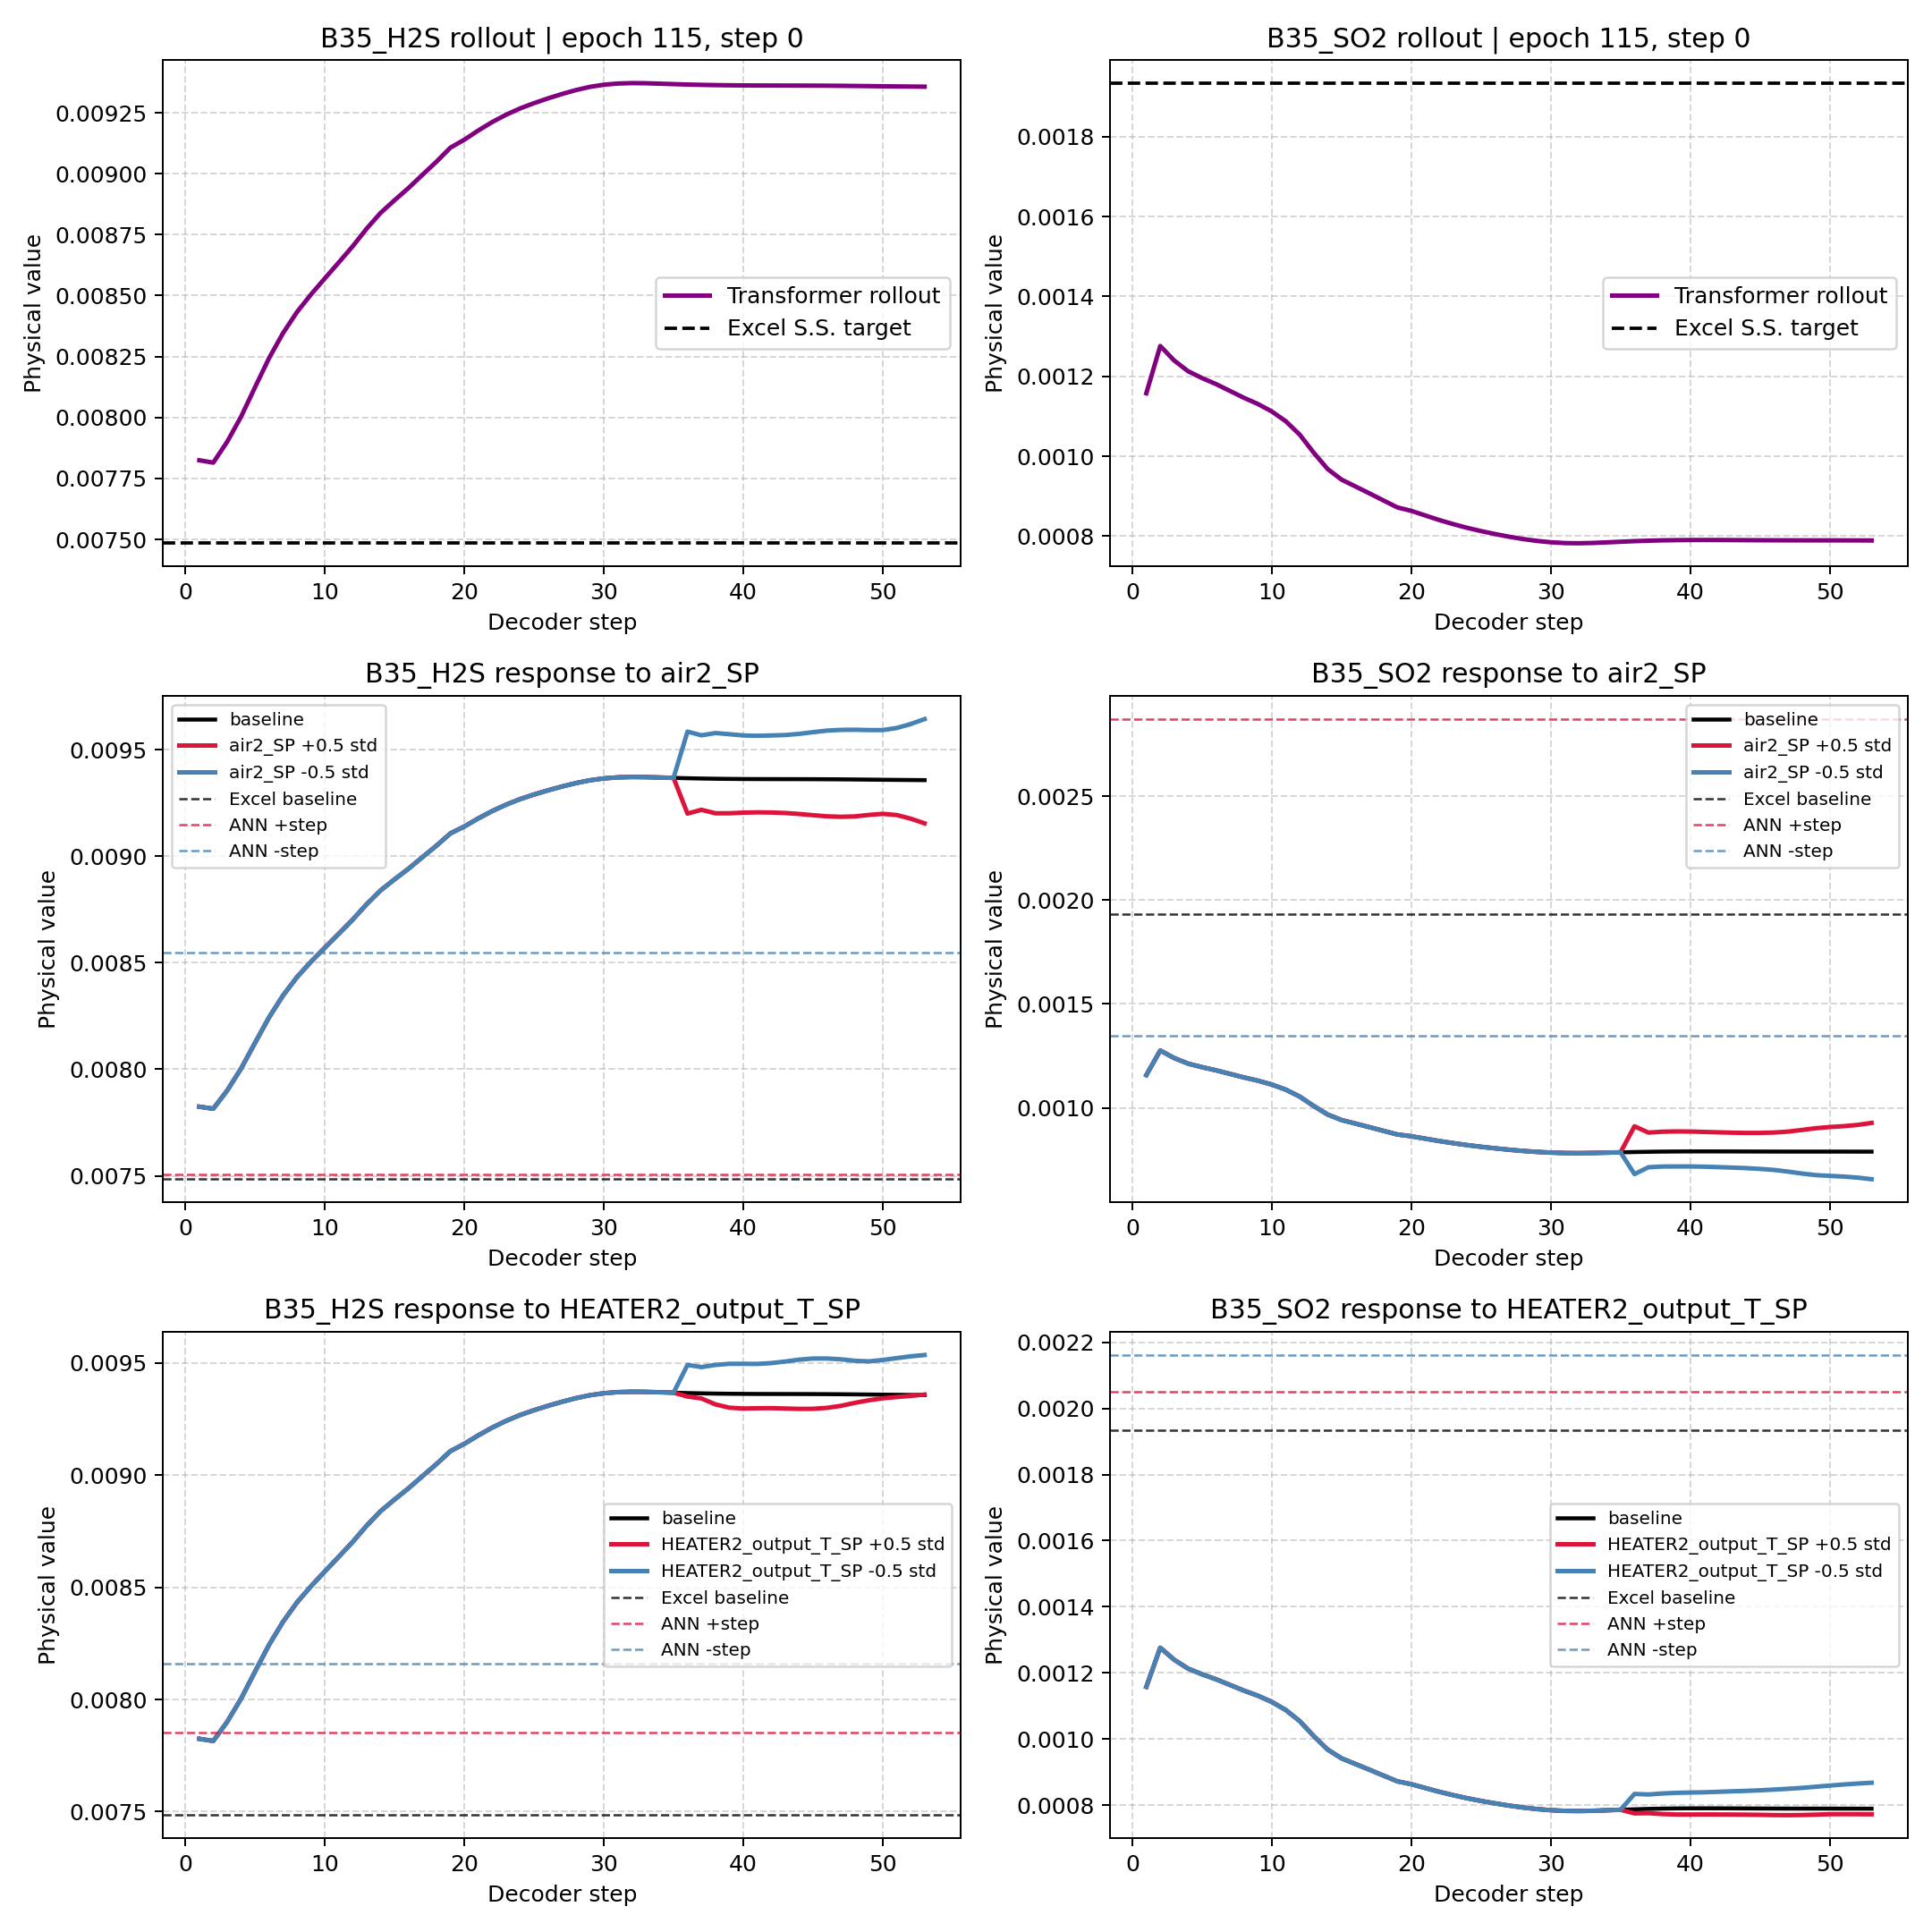 B35_H2S rollout | epoch 115, step 0
Physical value
0.00925
0.00900
0.00875
0.00850
0.00825
0.00800
0.00775
0.00750
Transformer rollout
Excel S.S. target
0 10 20 30 40 50
Decoder step
B35_SO2 rollout | epoch 115, step 0
Physical value
0.0018
0.0016
0.0014
0.0012
0.0010
0.0008
Transformer rollout
Excel S.S. target
0 10 20 30 40 50
Decoder step
B35_H2S response to air2_SP
Physical value
0.0095
0.0090
0.0085
0.0080
0.0075
baseline
air2_SP +0.5 std
air2_SP -0.5 std
Excel baseline
ANN +step
ANN -step
0 10 20 30 40 50
Decoder step
B35_SO2 response to air2_SP
Physical value
0.0025
0.0020
0.0015
0.0010
baseline
air2_SP +0.5 std
air2_SP -0.5 std
Excel baseline
ANN +step
ANN -step
0 10 20 30 40 50
Decoder step
B35_H2S response to HEATER2_output_T_SP
Physical value
0.0095
0.0090
0.0085
0.0080
0.0075
baseline
HEATER2_output_T_SP +0.5 std
HEATER2_output_T_SP -0.5 std
Excel baseline
ANN +step
ANN -step
0 10 20 30 40 50
Decoder step
B35_SO2 response to HEATER2_output_T_SP
Physical value
0.0022
0.0020
0.0018
0.0016
0.0014
0.0012
0.0010
0.0008
baseline
HEATER2_output_T_SP +0.5 std
HEATER2_output_T_SP -0.5 std
Excel baseline
ANN +step
ANN -step
0 10 20 30 40 50
Decoder step